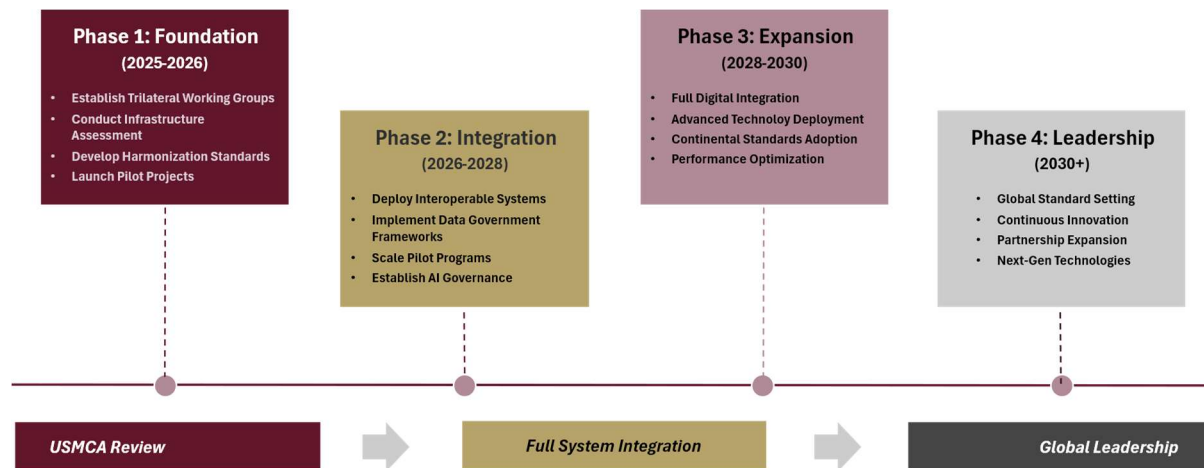 Phase 1: Foundation
(2025-2026)
• Establish Trilateral Working Groups
• Conduct Infrastructure
Assessment
• Develop Harmonization Standards
• Launch Pilot Projects
Phase 2: Integration
(2026-2028)
• Deploy Interoperable Systems
• Implement Data Government
Frameworks
• Scale Pilot Programs
• Establish AI Governance
Phase 3: Expansion
(2028-2030)
• Full Digital Integration
• Advanced Technoloy Deployment
• Continental Standards Adoption
• Performance Optimization
Phase 4: Leadership
(2030+)
• Global Standard Setting
• Continuous Innovation
• Partnership Expansion
• Next-Gen Technologies
USMCA Review
Full System Integration
Global Leadership